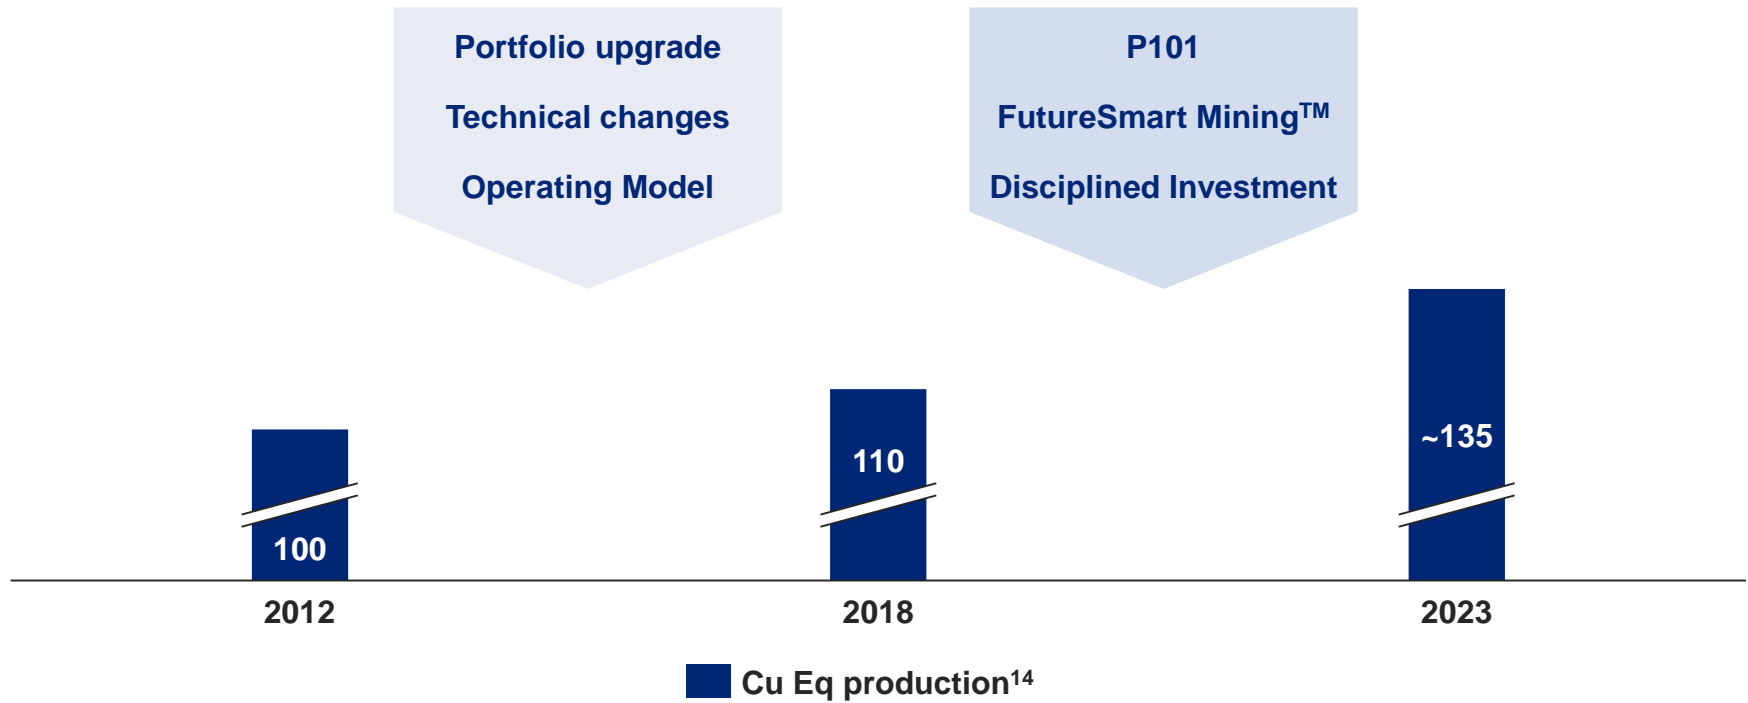 Portfolio upgrade
Technical changes
Operating Model
P101
FutureSmart Mining™
Disciplined Investment
100
110
~135
2012
2018
2023
Cu Eq production¹⁴